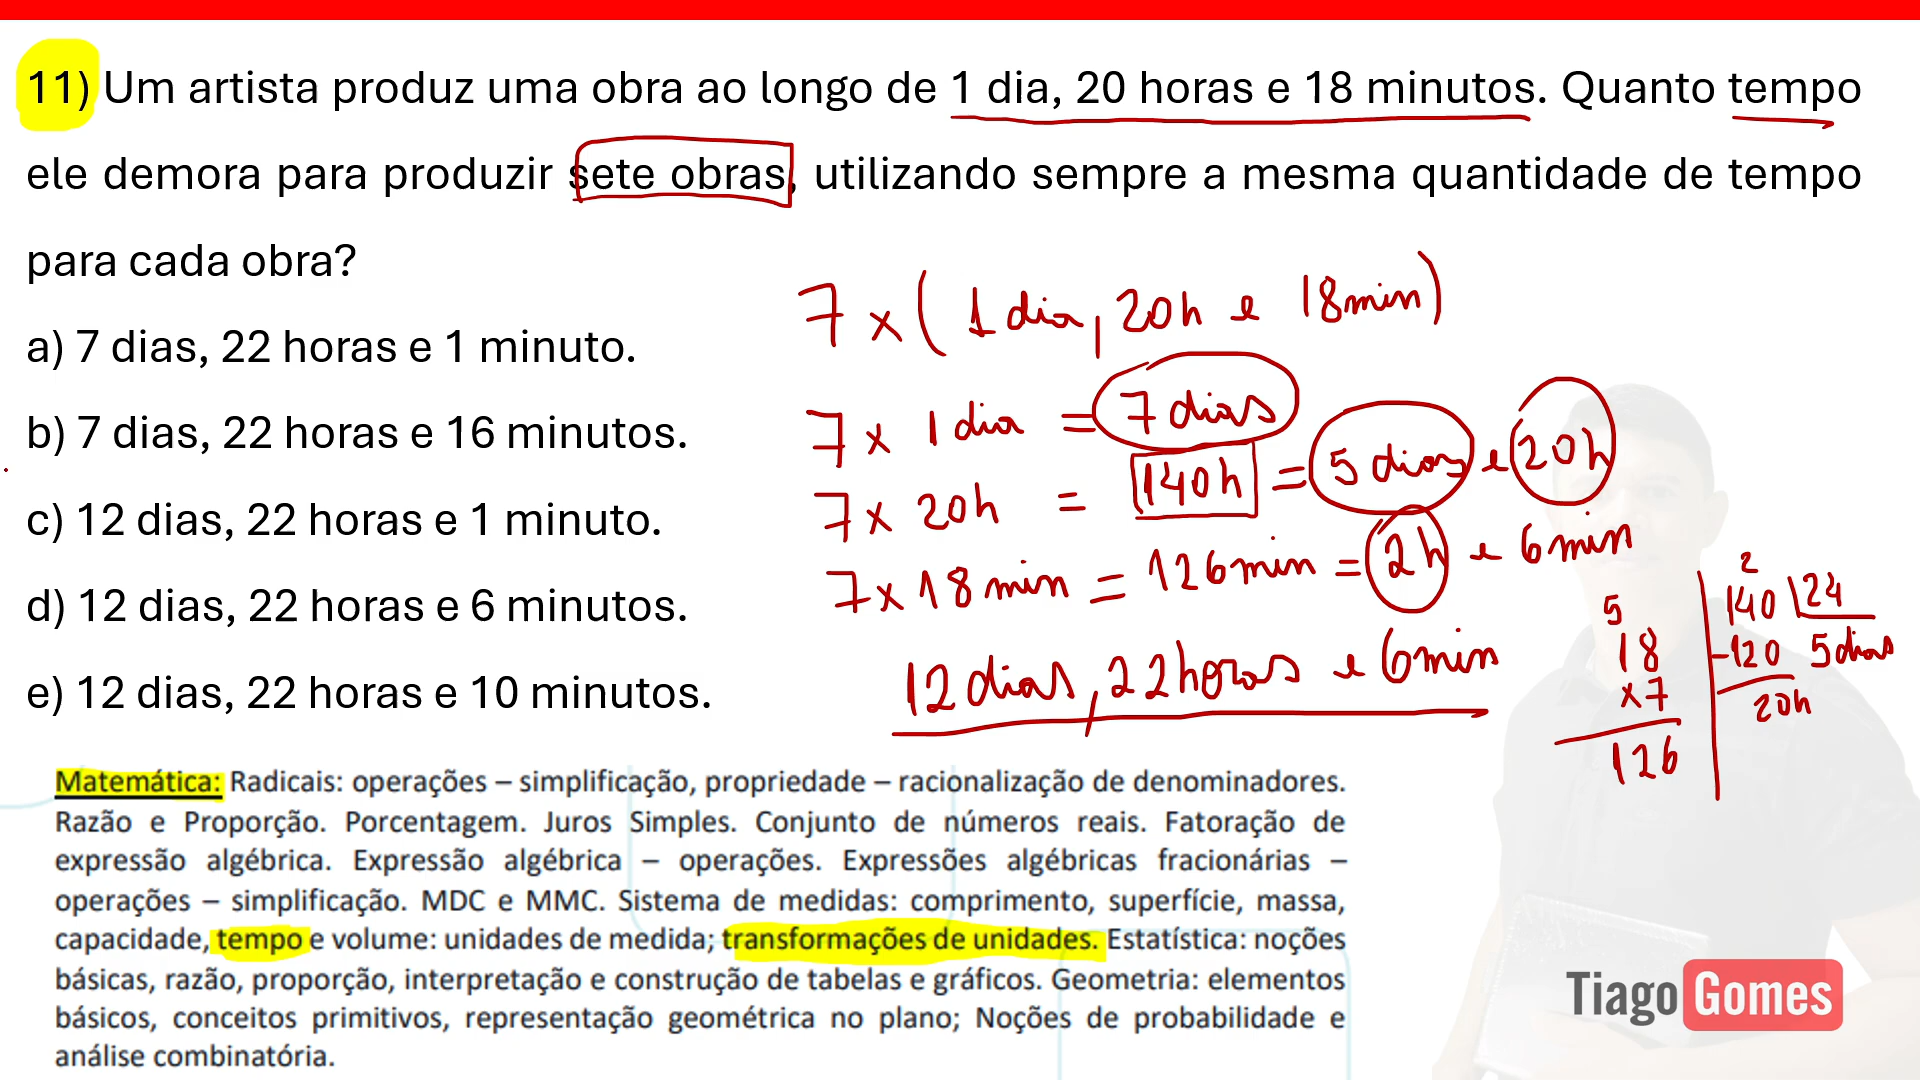 11) Um artista produz uma obra ao longo de 1 dia, 20 horas e 18 minutos. Quanto tempo
ele demora para produzir sete obras, utilizando sempre a mesma quantidade de tempo
para cada obra?
a) 7 dias, 22 horas e 1 minuto.
b) 7 dias, 22 horas e 16 minutos.
c) 12 dias, 22 horas e 1 minuto.
d) 12 dias, 22 horas e 6 minutos.
e) 12 dias, 22 horas e 10 minutos.
7 x ( 1 dia, 20h e 18min)
7 x 1 dia = 7 dias
7 x 20h = 140h = 5 dias e 20h
7 x 18 min = 126min = 2h e 6min
12 dias, 22 horas e 6min
5
18
x7
126
2
140 24
-120 5 dias
20h
Matemática: Radicais: operações – simplificação, propriedade – racionalização de denominadores.
Razão e Proporção. Porcentagem. Juros Simples. Conjunto de números reais. Fatoração de
expressão algébrica. Expressão algébrica – operações. Expressões algébricas fracionárias –
operações – simplificação. MDC e MMC. Sistema de medidas: comprimento, superfície, massa,
capacidade, tempo e volume: unidades de medida; transformações de unidades. Estatística: noções
básicas, razão, proporção, interpretação e construção de tabelas e gráficos. Geometria: elementos
básicos, conceitos primitivos, representação geométrica no plano; Noções de probabilidade e
análise combinatória.
Tiago Gomes